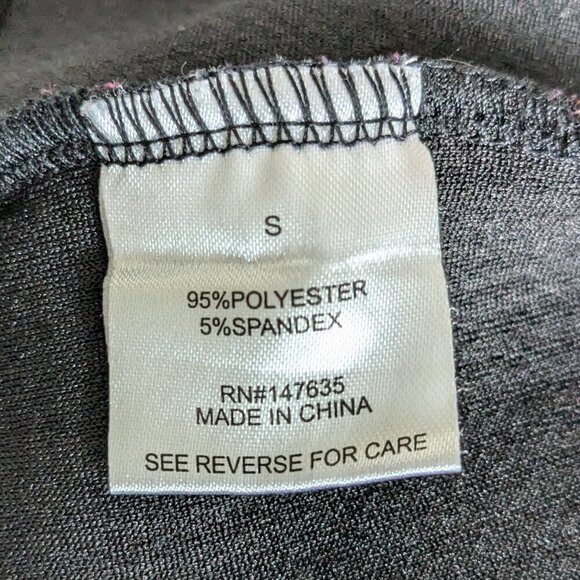 S
95%POLYESTER
5%SPANDEX
RN#147635
MADE IN CHINA
SEE REVERSE FOR CARE